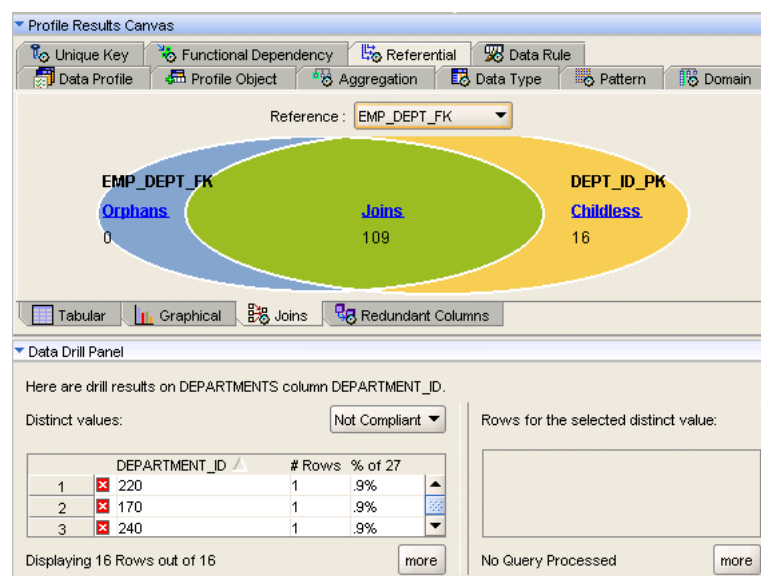 Profile Results Canvas
Unique Key Functional Dependency Referential Data Rule
Data Profile Profile Object Aggregation Data Type Pattern Domain
Reference : EMP_DEPT_FK
EMP_DEPT_FK DEPT_ID_PK
Orphans Joins Childless
0 109 16
Tabular Graphical Joins Redundant Columns
Data Drill Panel
Here are drill results on DEPARTMENTS column DEPARTMENT_ID.
Distinct values: Not Compliant Rows for the selected distinct value:
DEPARTMENT_ID # Rows % of 27
1 220 1 .9%
2 170 1 .9%
3 240 1 .9%
Displaying 16 Rows out of 16 more No Query Processed more